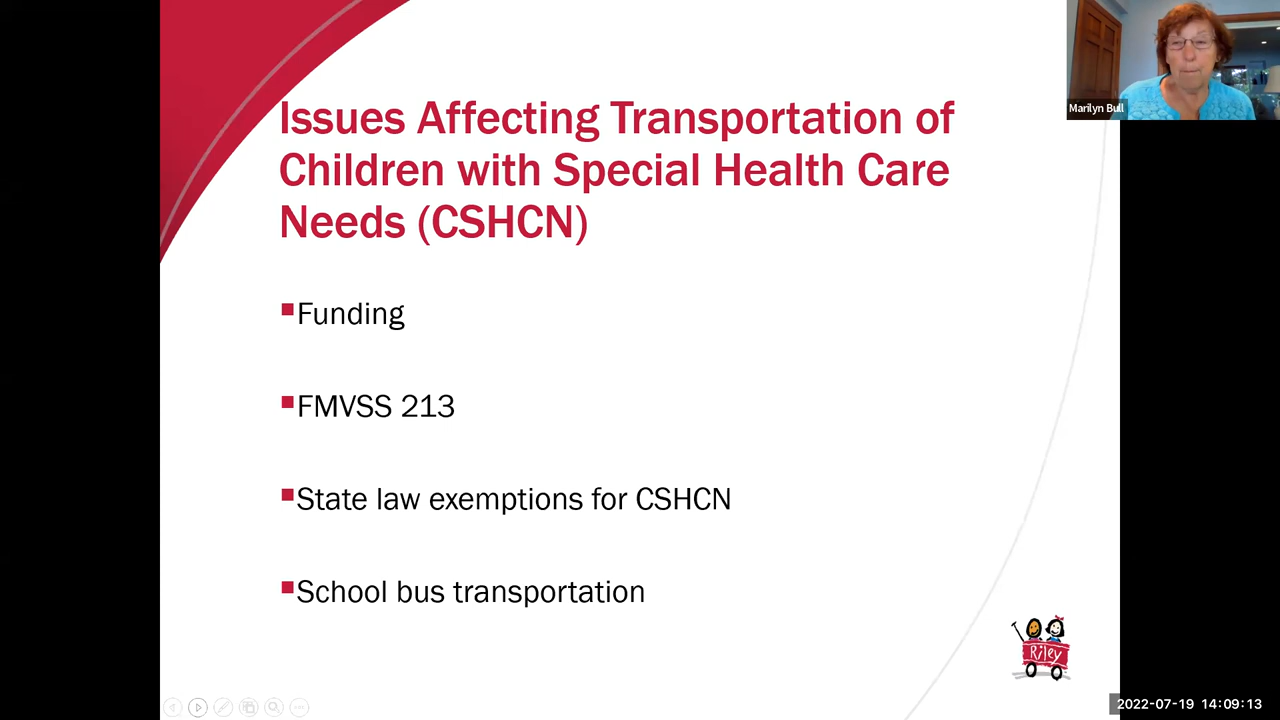 Issues Affecting Transportation of
Children with Special Health Care
Needs (CSHCN)
Funding
FMVSS 213
State law exemptions for CSHCN
School bus transportation
Marilyn Bull
Riley
2022-07-19 14:09:13